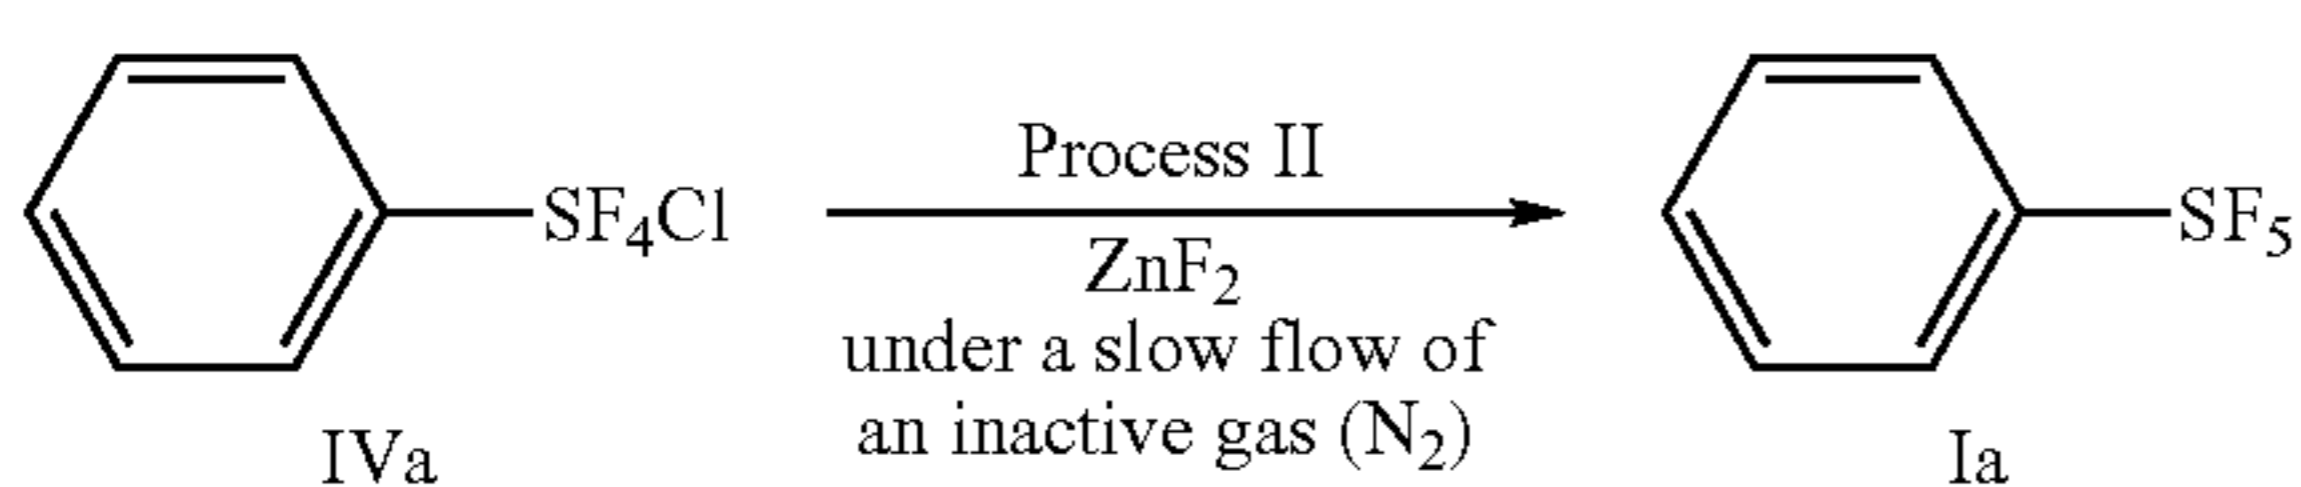 Process II
SF₄Cl
SF₅
ZnF₂
under a slow flow of
an inactive gas (N₂)
IVa
Ia